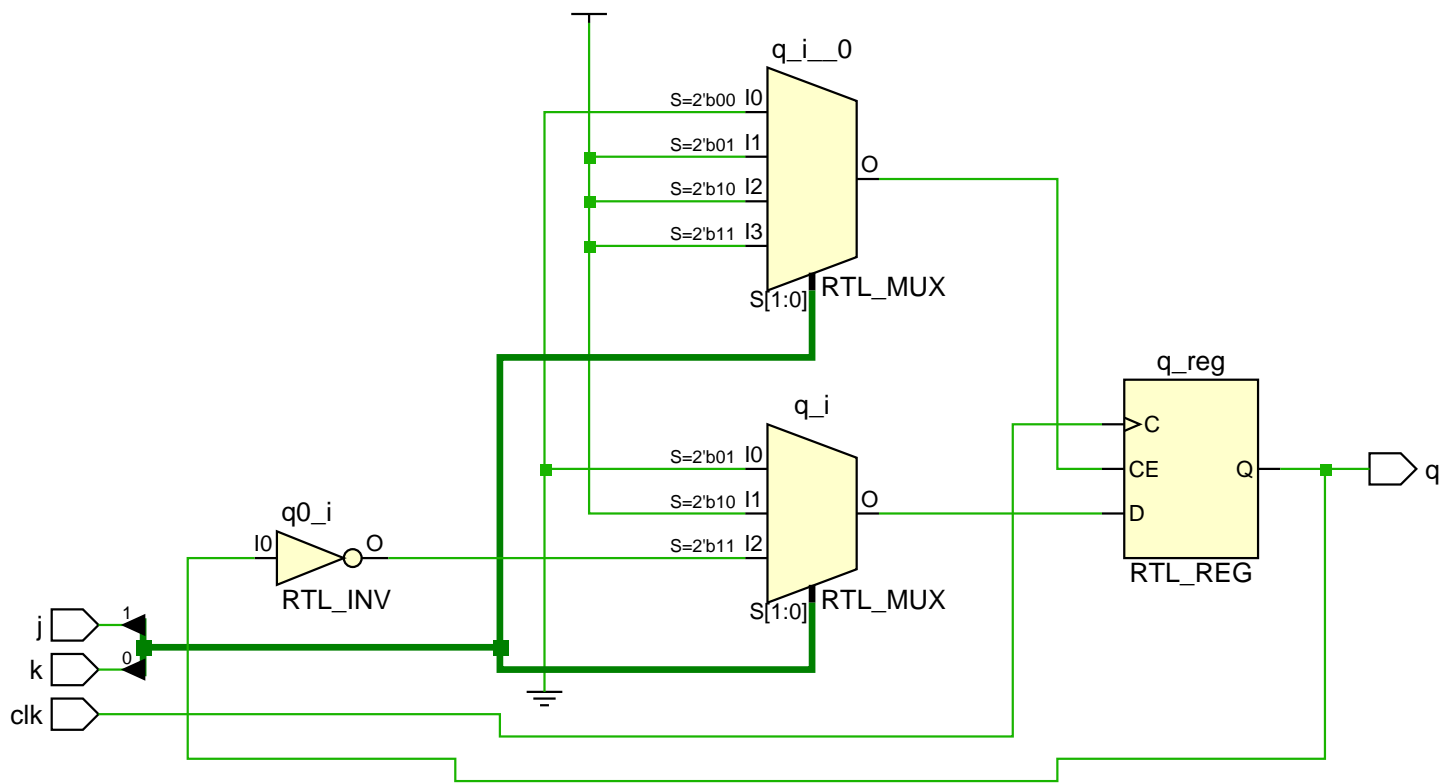 q_i__0
S=2'b00 I0
S=2'b01 I1
S=2'b10 I2
S=2'b11 I3
O
S[1:0]
RTL_MUX
q_i
S=2'b01 I0
S=2'b10 I1
S=2'b11 I2
O
S[1:0]
RTL_MUX
q_reg
C
CE
D
Q
RTL_REG
q
q0_i
I0
O
RTL_INV
j
1
k
0
clk